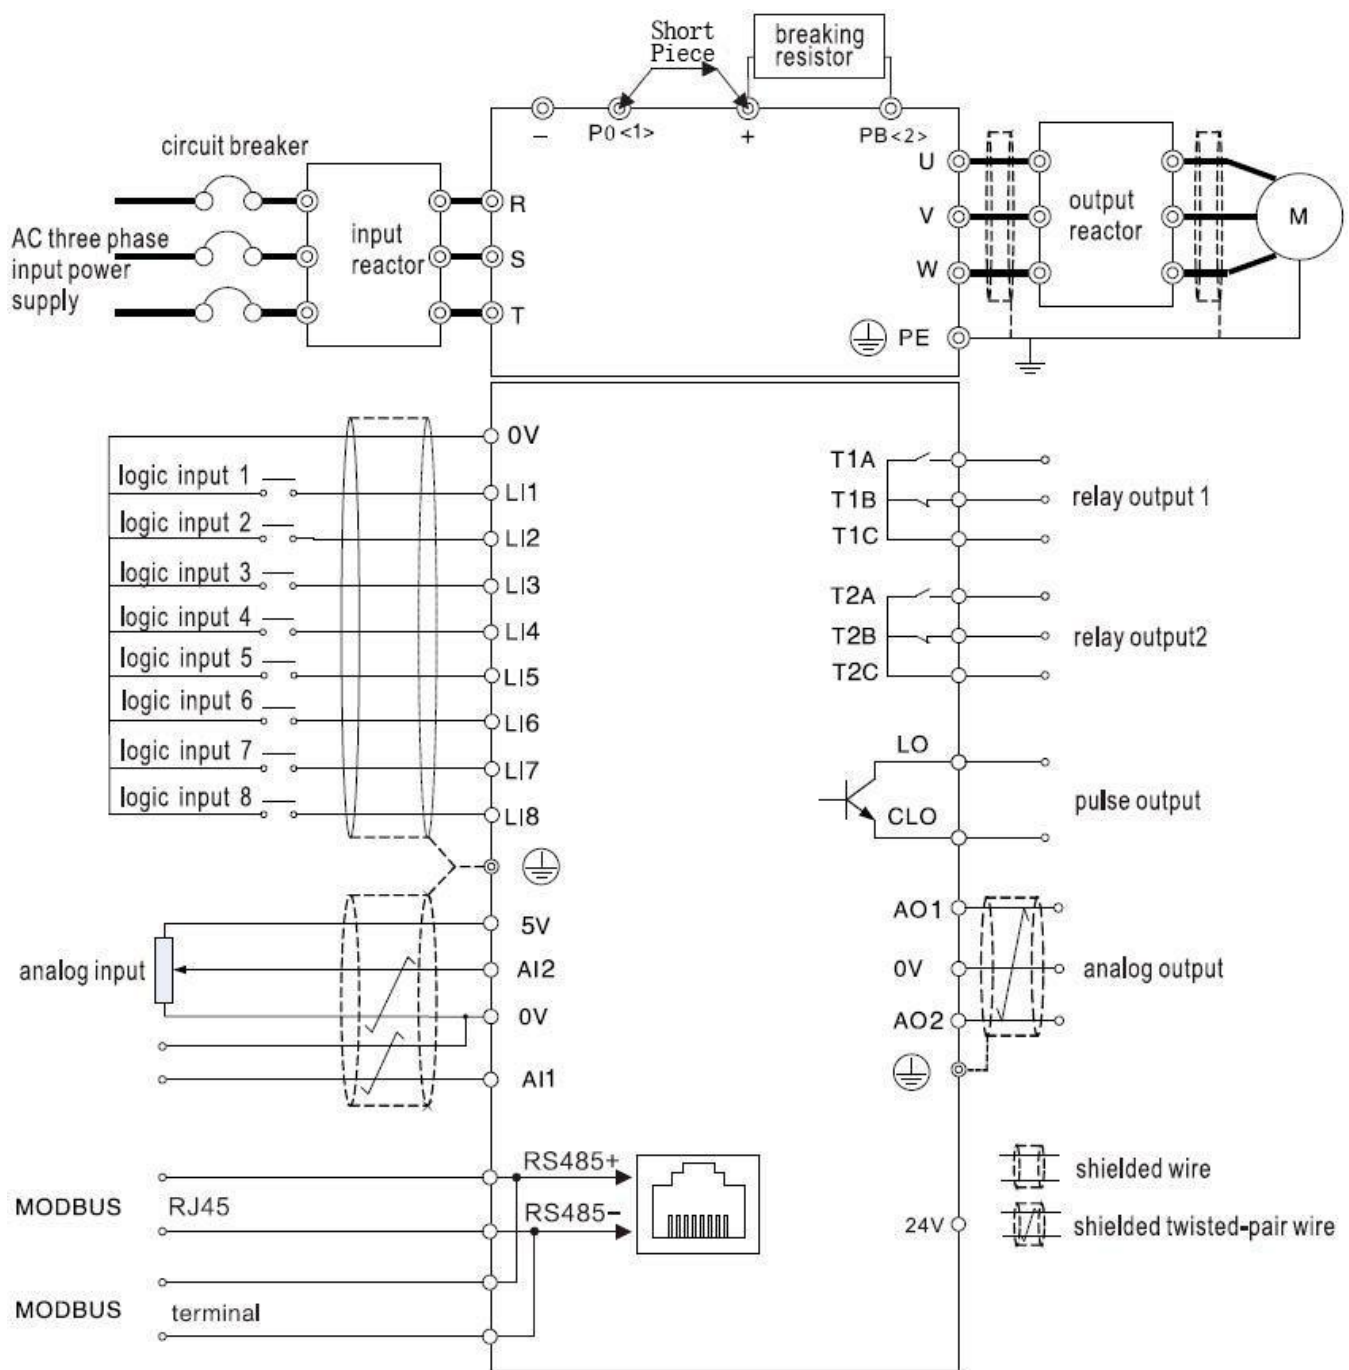 Short
Piece
breaking
resistor
–
P0 <1>
+
PB<2>
circuit breaker
AC three phase
input power
supply
input
reactor
R
S
T
U
V
W
PE
output
reactor
M
0V
logic input 1
LI1
logic input 2
LI2
logic input 3
LI3
logic input 4
LI4
logic input 5
LI5
logic input 6
LI6
logic input 7
LI7
logic input 8
LI8
T1A
T1B
T1C
relay output 1
T2A
T2B
T2C
relay output2
LO
CLO
pulse output
analog input
5V
AI2
0V
AI1
AO1
0V
AO2
analog output
MODBUS
RJ45
RS485+
RS485–
MODBUS
terminal
24V
shielded wire
shielded twisted-pair wire